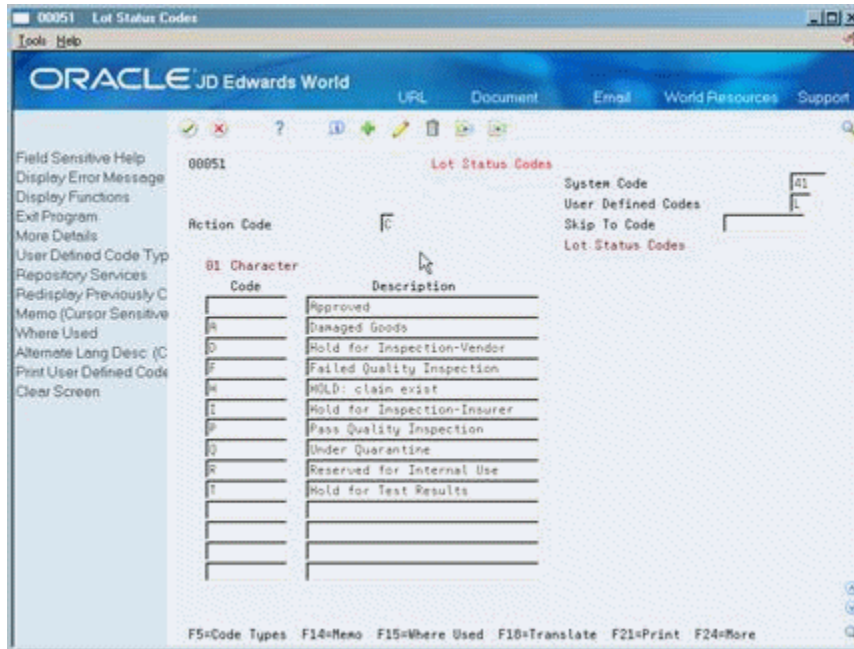 00051 Lot Status Codes
Tools Help
ORACLE JD Edwards World
URL Document Email World Resources Support
Field Sensitive Help
Display Error Message
Display Functions
Exit Program
More Details
User Defined Code Typ
Repository Services
Redisplay Previously C
Memo (Cursor Sensitive
Where Used
Alternate Lang Desc (C
Print User Defined Code
Clear Screen
00051 Lot Status Codes
System Code 41
User Defined Codes L
Action Code C Skip To Code
Lot Status Codes
01 Character
Code Description
Approved
A Damaged Goods
D Hold for Inspection-Vendor
F Failed Quality Inspection
H HOLD: claim exist
I Hold for Inspection-Insurer
P Pass Quality Inspection
Q Under Quarantine
R Reserved for Internal Use
T Hold for Test Results
F5=Code Types F14=Memo F15=Where Used F18=Translate F21=Print F24=More